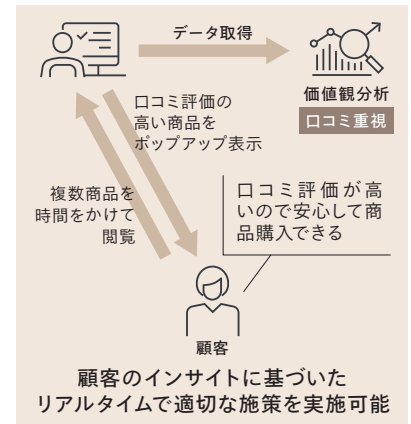 データ取得
価値観分析
口コミ重視
口コミ評価の
高い商品を
ポップアップ表示
複数商品を
時間をかけて
閲覧
口コミ評価が高
いので安心して商
品購入できる
顧客
顧客のインサイトに基づいた
リアルタイムで適切な施策を実施可能